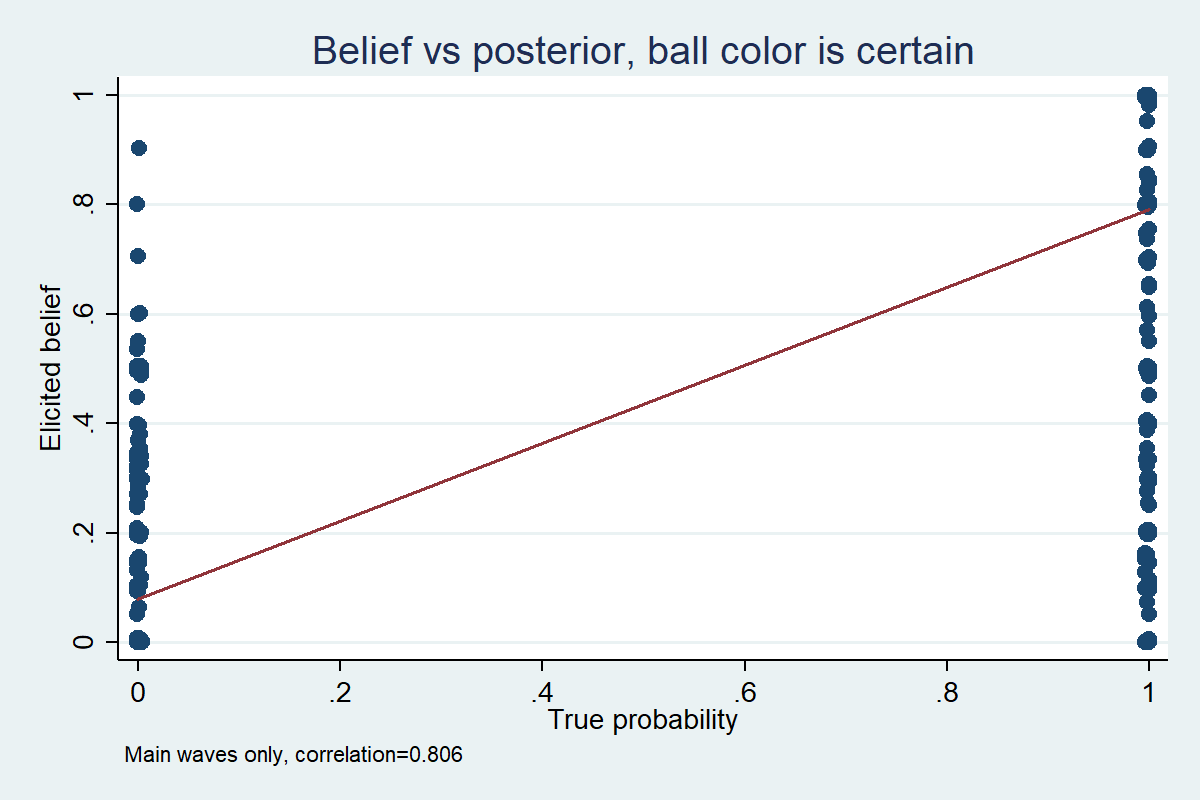 Belief vs posterior, ball color is certain
Elicited belief
1
.8
.6
.4
.2
0
0 .2 .4 .6 .8 1
True probability
Main waves only, correlation=0.806